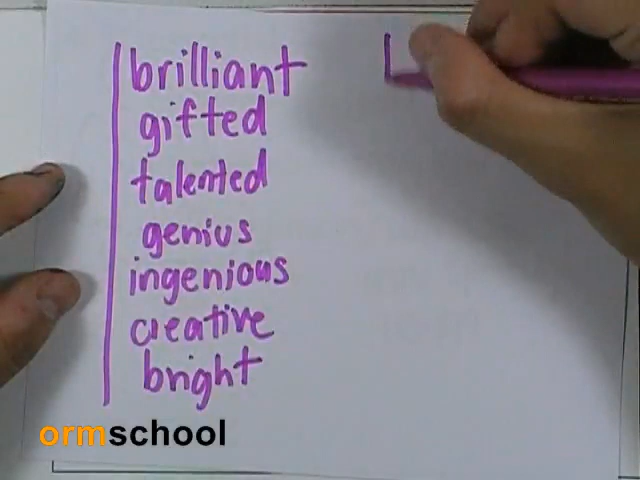 brilliant
gifted
talented
genius
ingenious
creative
bright
ormschool